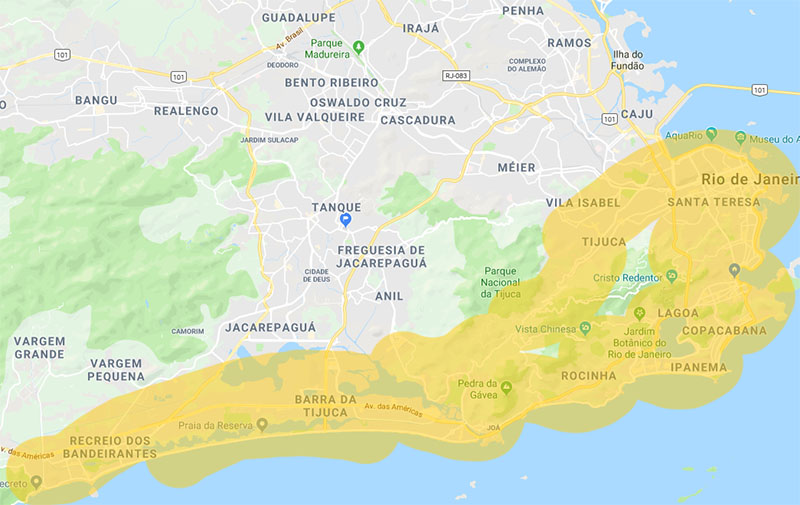 PENHA
GUADALUPE
IRAJÁ
Av. Brasil
Parque
Madureira
RAMOS
101
DEODORO
COMPLEXO
DO ALEMÃO
Ilha do
Fundão
101
BENTO RIBEIRO
RJ-083
101
BANGU
REALENGO
OSWALDO CRUZ
VILA VALQUEIRE
CASCADURA
101
CAJU
JARDIM SULACAP
AquaRio
Museu do A
MÉIER
Rio de Janeir
TANQUE
VILA ISABEL
SANTA TERESA
FREGUESIA DE
JACAREPAGUÁ
TIJUCA
CIDADE
DE DEUS
Parque
Nacional
da Tijuca
Cristo Redentor
ANIL
CAMORIM
JACAREPAGUÁ
Vista Chinesa
LAGOA
Jardim
Botânico do
Rio de Janeiro
COPACABANA
VARGEM
GRANDE
VARGEM
PEQUENA
ROCINHA
IPANEMA
Pedra da
Gávea
BARRA DA
TIJUCA
Av. das Américas
Praia da Reserva
JOÁ
RECREIO DOS
BANDEIRANTES
v. das Américas
ecreto